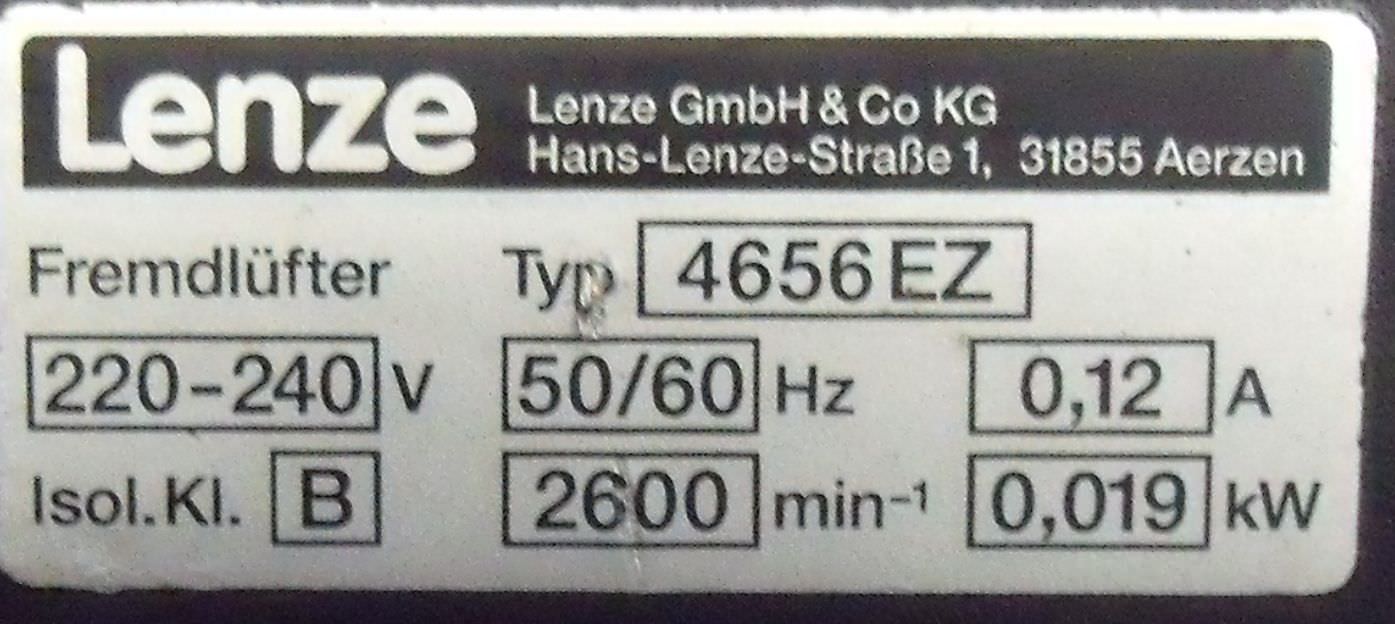 Lenze
Lenze GmbH & Co KG
Hans-Lenze-Straße 1, 31855 Aerzen
Fremdlüfter Typ 4656 EZ
220-240 V 50/60 Hz 0,12 A
Isol.Kl. B 2600 min⁻¹ 0,019 kW